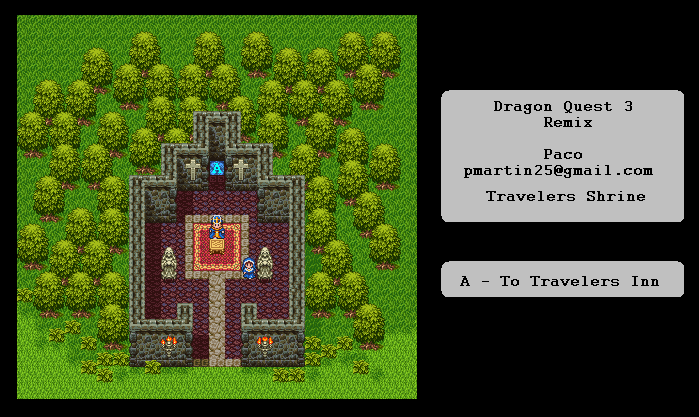 A
Dragon Quest 3
Remix
Paco
pmartin25@gmail.com
Travelers Shrine
A - To Travelers Inn